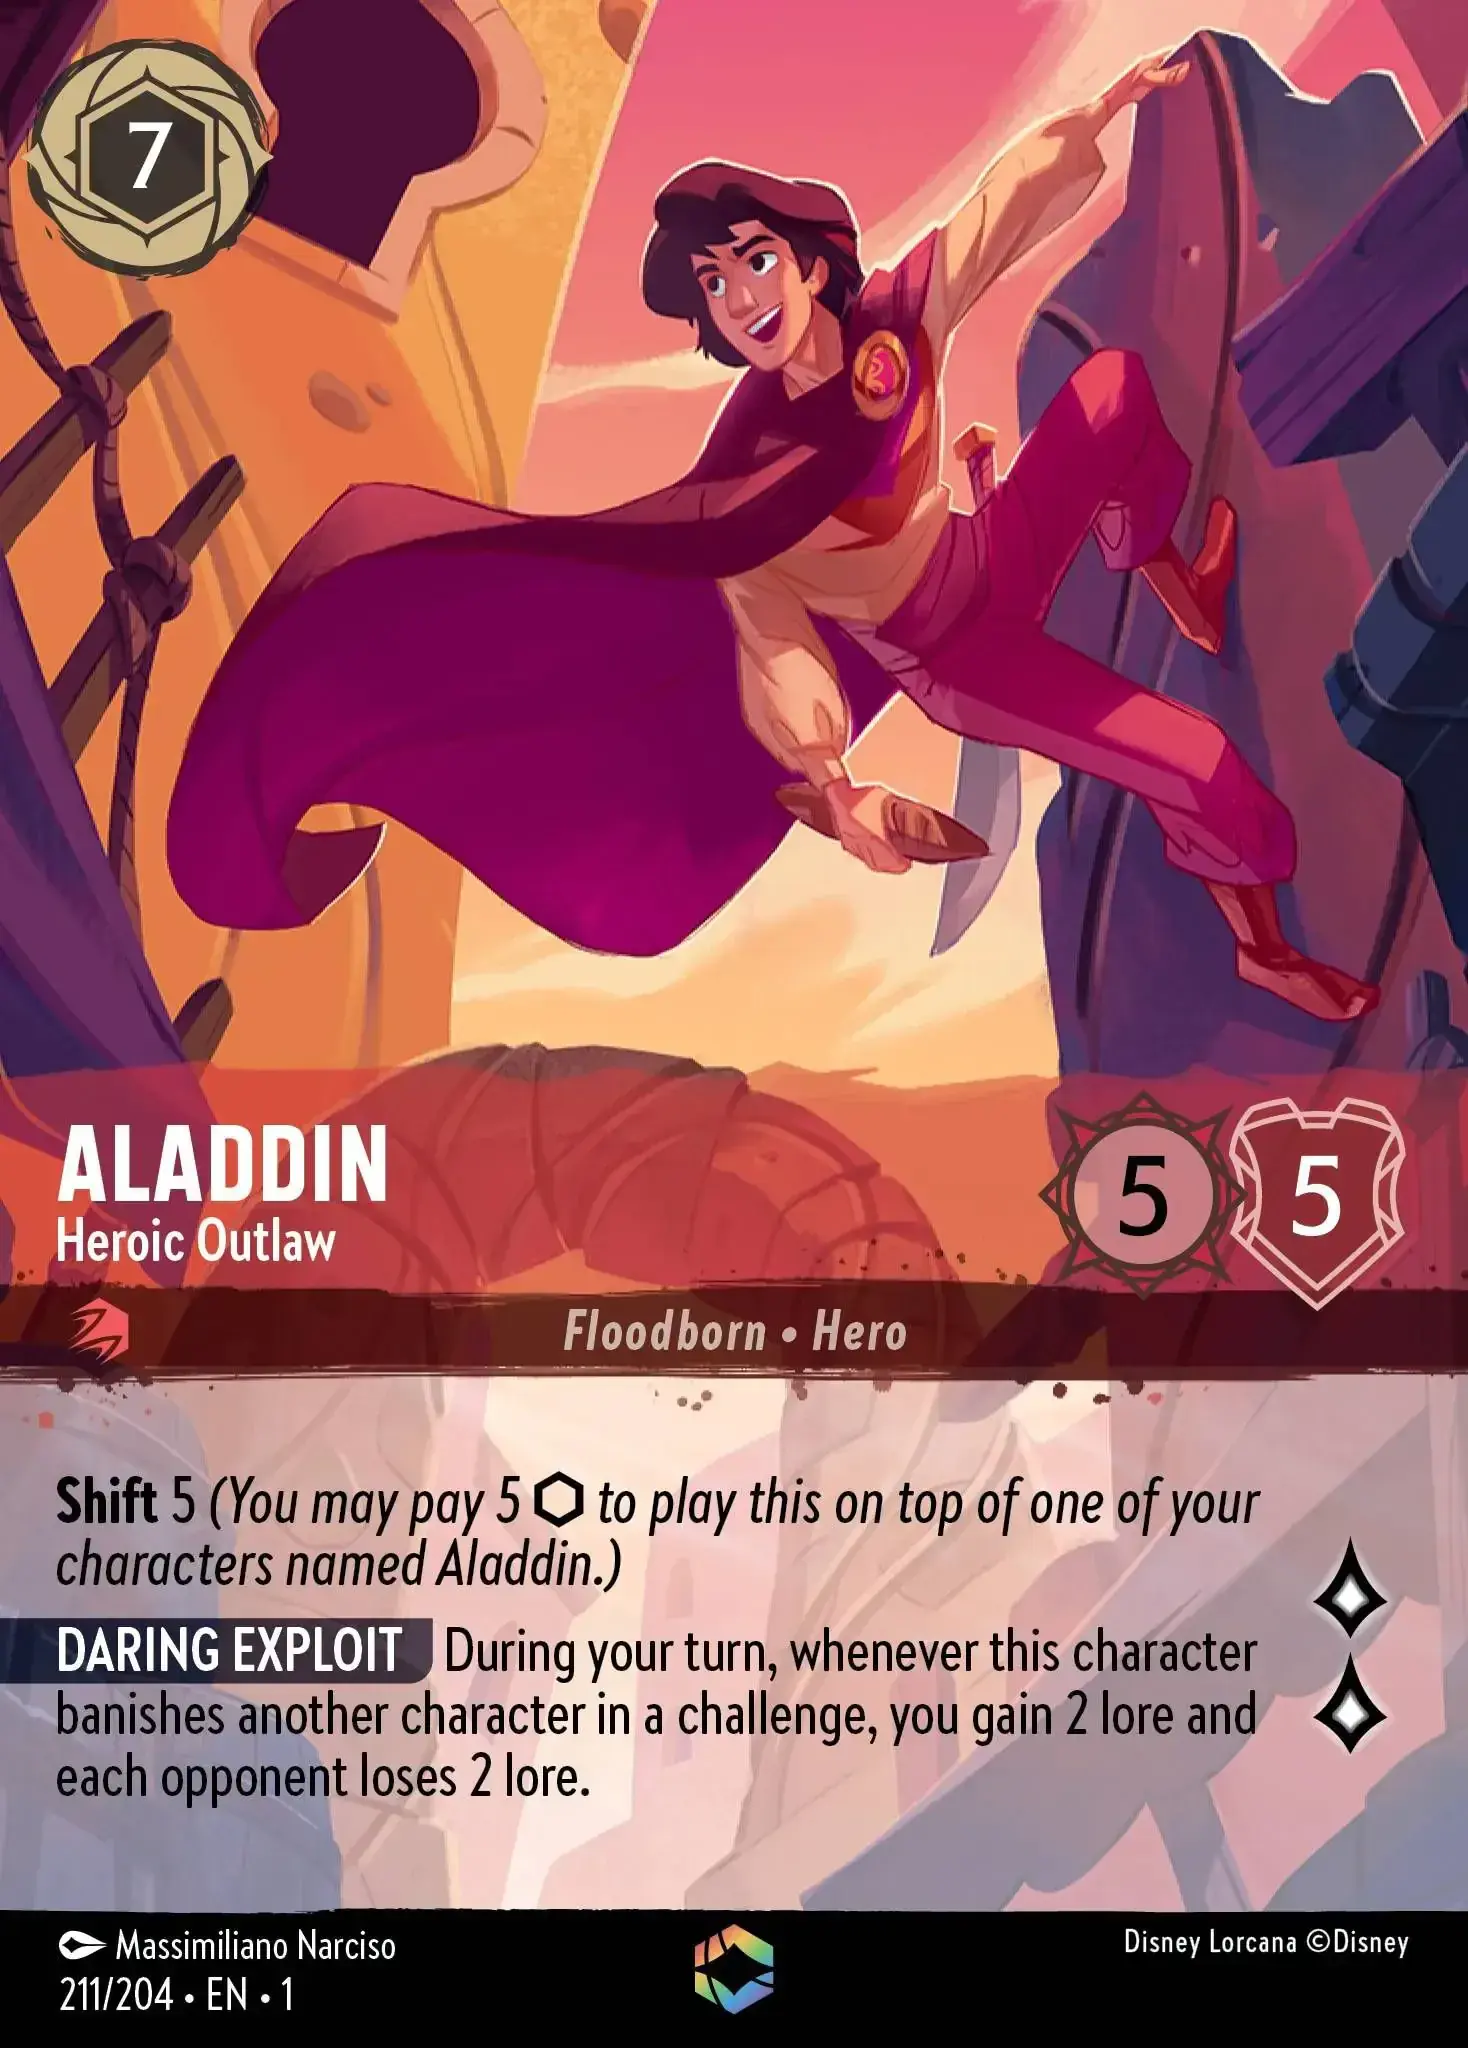 7
ALADDIN
Heroic Outlaw
5 5
Floodborn • Hero
Shift 5 (You may pay 5 ⬡ to play this on top of one of your
characters named Aladdin.)
DARING EXPLOIT During your turn, whenever this character
banishes another character in a challenge, you gain 2 lore and
each opponent loses 2 lore.
Massimiliano Narciso
211/204 • EN • 1
Disney Lorcana ©Disney